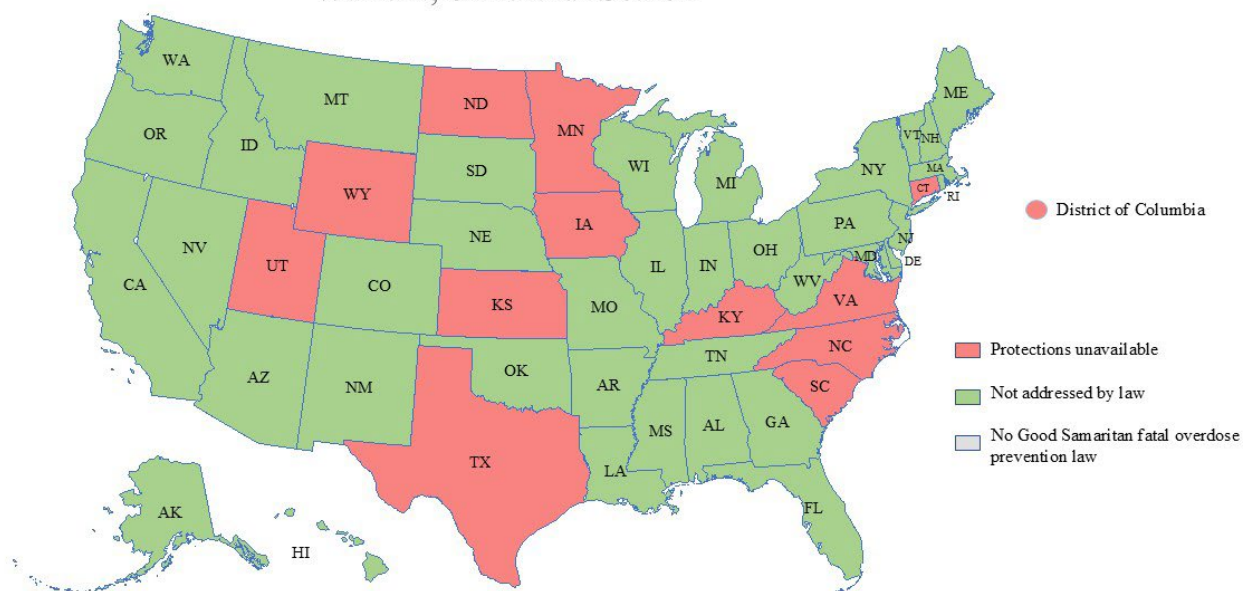 WA
MT
ND
MN
ME
OR
ID
VT
NH
WI
NY
MA
SD
MI
WY
CT
RI
District of Columbia
IA
PA
NE
NJ
NV
OH
UT
IL
IN
MD
DE
CA
CO
WV
VA
KS
MO
KY
NC
Protections unavailable
TN
OK
AZ
NM
AR
SC
Not addressed by law
GA
MS
AL
No Good Samaritan fatal overdose
prevention law
TX
LA
FL
AK
HI